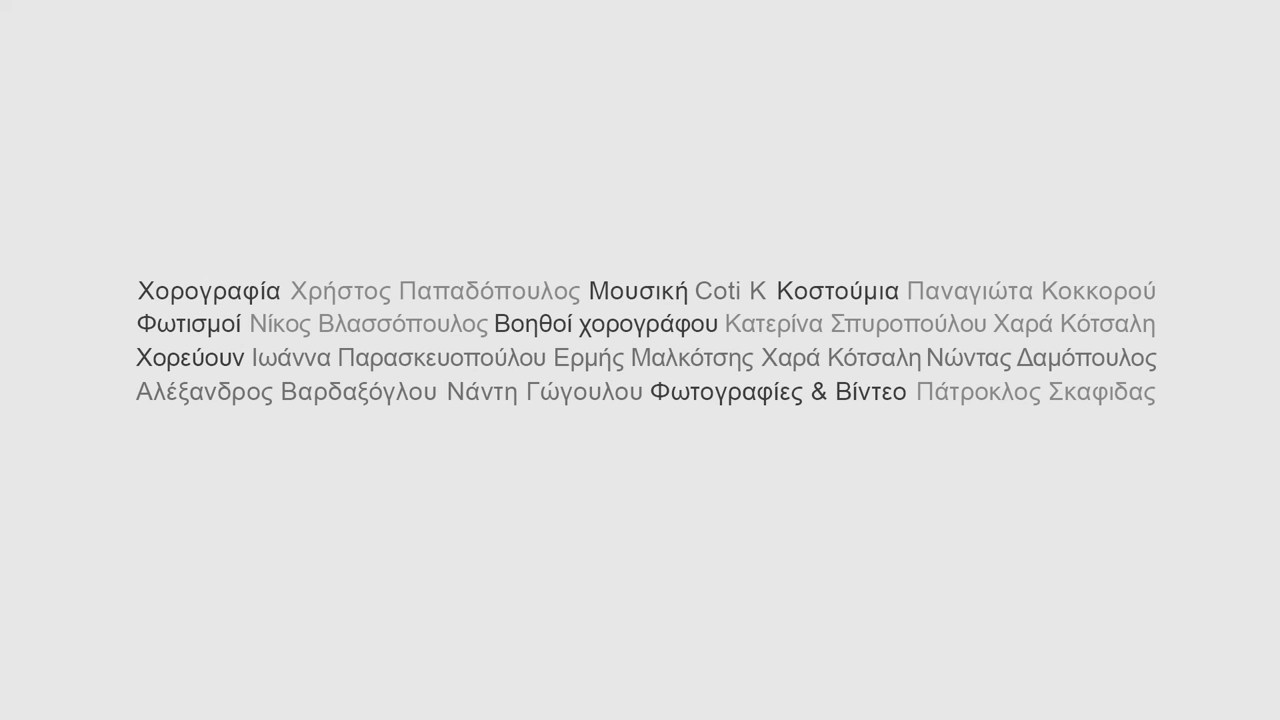 Χορογραφία Χρήστος Παπαδόπουλος Μουσική Coti K Κοστούμια Παναγιώτα Κοκκορού
Φωτισμοί Νίκος Βλασσόπουλος Βοηθοί χορογράφου Κατερίνα Σπυροπούλου Χαρά Κότσαλη
Χορεύουν Ιωάννα Παρασκευοπούλου Ερμής Μαλκότσης Χαρά Κότσαλη Νώντας Δαμόπουλος
Αλέξανδρος Βαρδαξόγλου Νάντη Γώγουλου Φωτογραφίες & Βίντεο Πάτροκλος Σκαφιδας